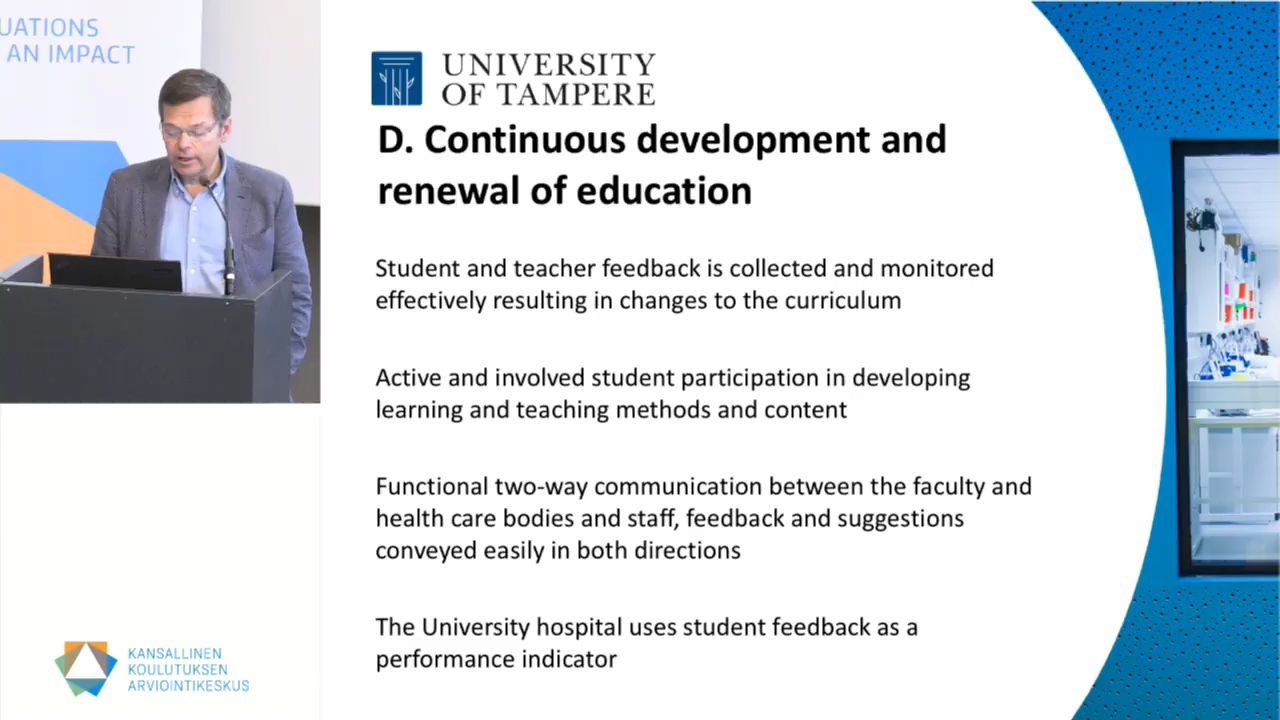 UATIONS
AN IMPACT
UNIVERSITY
OF TAMPERE
D. Continuous development and
renewal of education
Student and teacher feedback is collected and monitored
effectively resulting in changes to the curriculum
Active and involved student participation in developing
learning and teaching methods and content
Functional two-way communication between the faculty and
health care bodies and staff, feedback and suggestions
conveyed easily in both directions
The University hospital uses student feedback as a
performance indicator
KANSALLINEN
KOULUTUKSEN
ARVIOINTIKESKUS